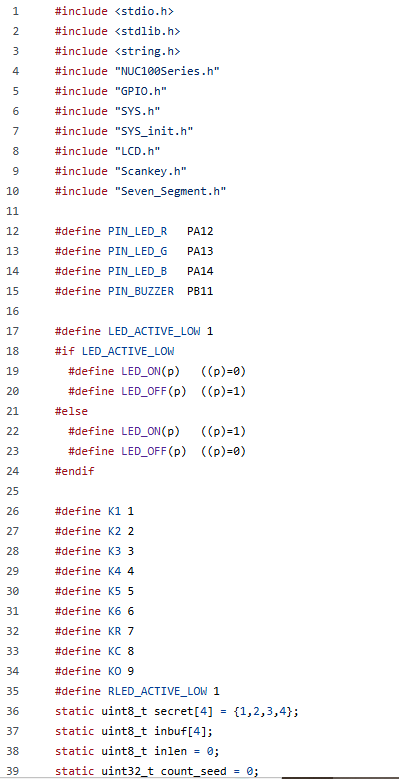 1 #include <stdio.h>
2 #include <stdlib.h>
3 #include <string.h>
4 #include "NUC100Series.h"
5 #include "GPIO.h"
6 #include "SYS.h"
7 #include "SYS_init.h"
8 #include "LCD.h"
9 #include "Scankey.h"
10 #include "Seven_Segment.h"
11
12 #define PIN_LED_R   PA12
13 #define PIN_LED_G   PA13
14 #define PIN_LED_B   PA14
15 #define PIN_BUZZER  PB11
16
17 #define LED_ACTIVE_LOW 1
18 #if LED_ACTIVE_LOW
19   #define LED_ON(p)   ((p)=0)
20   #define LED_OFF(p)  ((p)=1)
21 #else
22   #define LED_ON(p)   ((p)=1)
23   #define LED_OFF(p)  ((p)=0)
24 #endif
25
26 #define K1 1
27 #define K2 2
28 #define K3 3
29 #define K4 4
30 #define K5 5
31 #define K6 6
32 #define KR 7
33 #define KC 8
34 #define KO 9
35 #define RLED_ACTIVE_LOW 1
36 static uint8_t secret[4] = {1,2,3,4};
37 static uint8_t inbuf[4];
38 static uint8_t inlen = 0;
39 static uint32_t count_seed = 0;